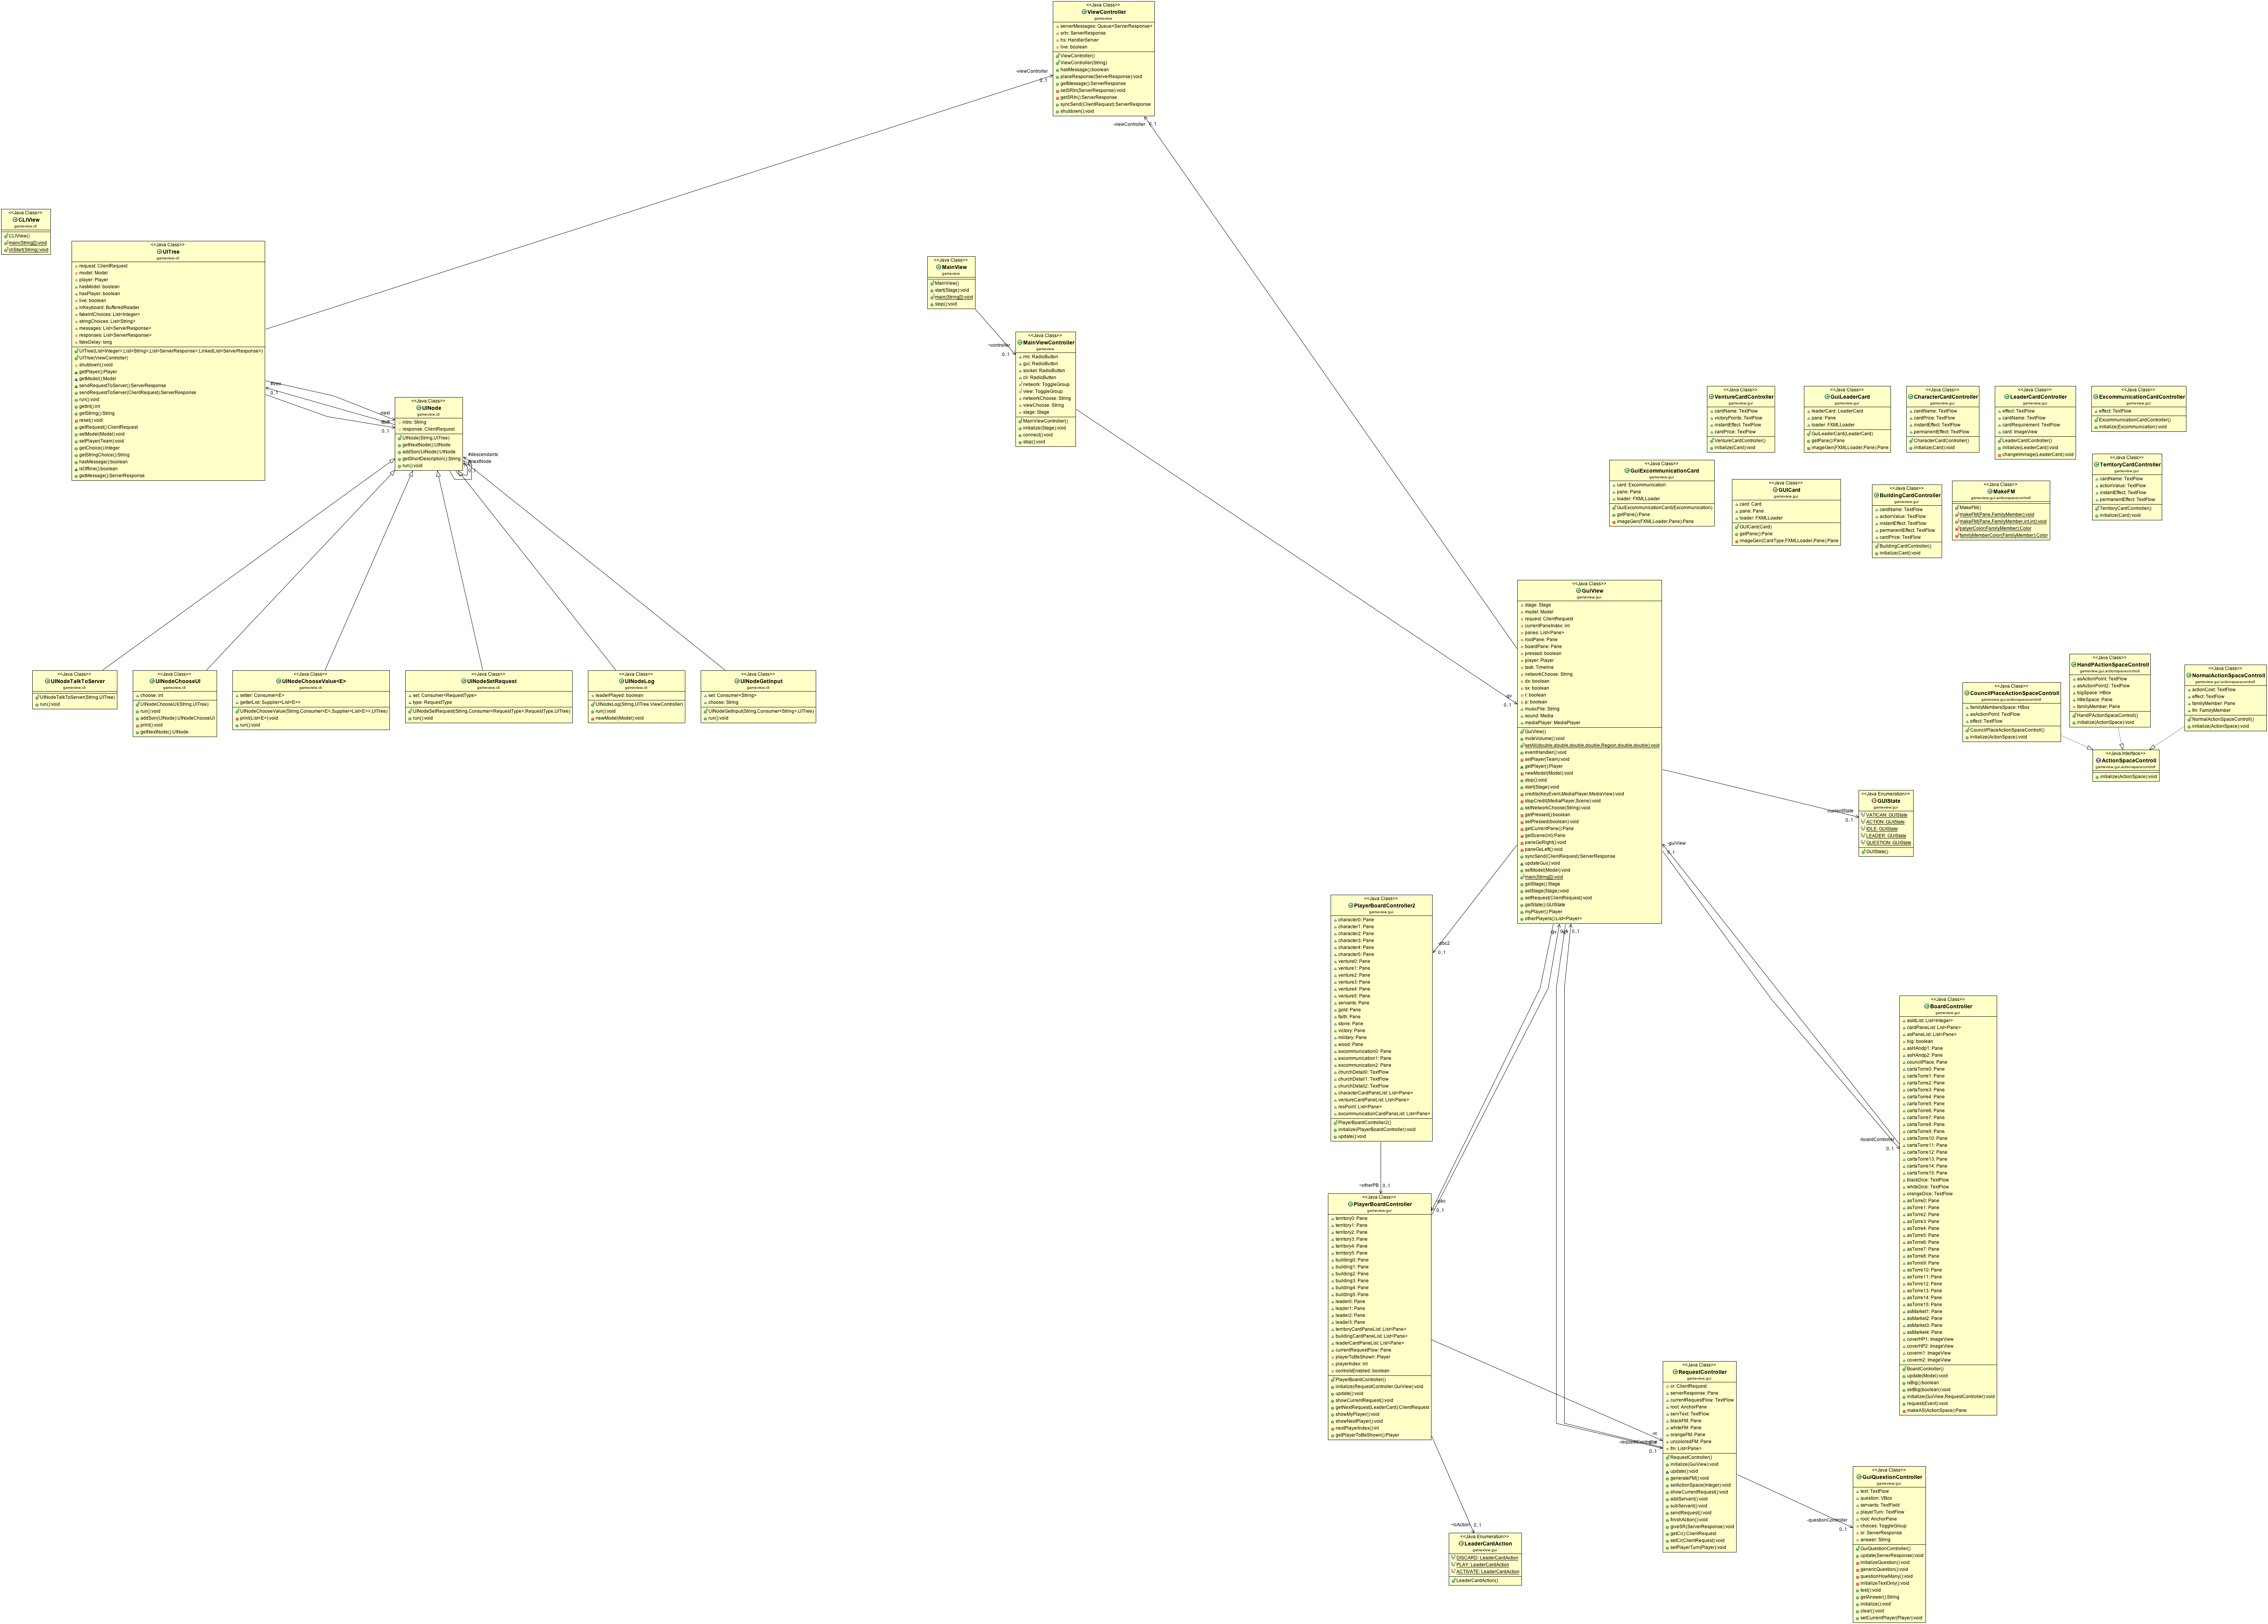 <<Java Class>>
ViewController
gameview
serverMessages: Queue<ServerResponse>
srIn: ServerResponse
hs: HandlerServer
live: boolean
ViewController()
ViewController(String)
hasMessage():boolean
placeResponse(ServerResponse):void
getMessage():ServerResponse
setSRIn(ServerResponse):void
getSRIn():ServerResponse
syncSend(ClientRequest):ServerResponse
shutdown():void
-viewController
0..1
-viewController
0..1
<<Java Class>>
CLIView
gameview.cli
CLIView()
main(String[]):void
cliStart(String):void
<<Java Class>>
UITree
gameview.cli
request: ClientRequest
model: Model
player: Player
hasModel: boolean
hasPlayer: boolean
live: boolean
inKeyboard: BufferedReader
fakeIntChoices: List<Integer>
stringChoices: List<String>
messages: List<ServerResponse>
responses: List<ServerResponse>
fakeDelay: long
UITree(List<Integer>,List<String>,List<ServerResponse>,LinkedList<ServerResponse>)
UITree(ViewController)
shutdown():void
getPlayer():Player
getModel():Model
sendRequestToServer():ServerResponse
sendRequestToServer(ClientRequest):ServerResponse
run():void
getInt():int
getString():String
reset():void
getRequest():ClientRequest
setModel(Model):void
setPlayer(Team):void
getChoice():Integer
getStringChoice():String
hasMessage():boolean
isOffline():boolean
getMessage():ServerResponse
-next
0..1
<<Java Class>>
UINode
gameview.cli
intro: String
response: ClientRequest
UINode(String,UITree)
getNextNode():UINode
addSon(UINode):UINode
getShortDescription():String
run():void
#descendants
#nextNode
<<Java Class>>
MainView
gameview
MainView()
start(Stage):void
main(String[]):void
stop():void
~controller
0..1
<<Java Class>>
MainViewController
gameview
rmi: RadioButton
gui: RadioButton
socket: RadioButton
cli: RadioButton
network: ToggleGroup
view: ToggleGroup
networkChoose: String
viewChoose: String
stage: Stage
MainViewController()
initialize(Stage):void
connect():void
stop():void
<<Java Class>>
VentureCardController
gameview.gui
cardName: TextFlow
victoryPoints: TextFlow
instantEffect: TextFlow
cardPrice: TextFlow
VentureCardController()
initialize(Card):void
<<Java Class>>
GuiLeaderCard
gameview.gui
leaderCard: LeaderCard
pane: Pane
loader: FXMLLoader
GuiLeaderCard(LeaderCard)
getPane():Pane
imageGen(FXMLLoader,Pane):Pane
<<Java Class>>
CharacterCardController
gameview.gui
cardName: TextFlow
cardPrice: TextFlow
instantEffect: TextFlow
permanentEffect: TextFlow
CharacterCardController()
initialize(Card):void
<<Java Class>>
LeaderCardController
gameview.gui
effect: TextFlow
cardName: TextFlow
cardRequirement: TextFlow
card: ImageView
LeaderCardController()
initialize(LeaderCard):void
changeImmage(LeaderCard):void
<<Java Class>>
ExcommunicationCardController
gameview.gui
effect: TextFlow
ExcommunicationCardController()
initialize(Excommunication):void
<<Java Class>>
GuiExcommunicationCard
gameview.gui
card: Excommunication
pane: Pane
loader: FXMLLoader
GuiExcommunicationCard(Excommunication)
getPane():Pane
imageGen(FXMLLoader,Pane):Pane
<<Java Class>>
GUICard
gameview.gui
card: Card
pane: Pane
loader: FXMLLoader
GUICard(Card)
getPane():Pane
imageGen(CardType,FXMLLoader,Pane):Pane
<<Java Class>>
BuildingCardController
gameview.gui
cardName: TextFlow
actionValue: TextFlow
instantEffect: TextFlow
permanentEffect: TextFlow
cardPrice: TextFlow
BuildingCardController()
initialize(Card):void
<<Java Class>>
MakeFM
gameview.gui.actionspacecontroll
MakeFM()
makeFM(Pane,FamilyMember):void
makeFM(Pane,FamilyMember,int,int):void
palyerColor(FamilyMember):Color
familyMemberColor(FamilyMember):Color
<<Java Class>>
TerritoryCardController
gameview.gui
cardName: TextFlow
actionValue: TextFlow
instantEffect: TextFlow
permanentEffect: TextFlow
TerritoryCardController()
initialize(Card):void
<<Java Class>>
UINodeTalkToServer
gameview.cli
UINodeTalkToServer(String,UITree)
run():void
<<Java Class>>
UINodeChooseUI
gameview.cli
choose: int
UINodeChooseUI(String,UITree)
run():void
addSon(UINode):UINodeChooseUI
print():void
getNextNode():UINode
<<Java Class>>
UINodeChooseValue<E>
gameview.cli
setter: Consumer<E>
geterList: Supplier<List<E>>
UINodeChooseValue(String,Consumer<E>,Supplier<List<E>>,UITree)
print(List<E>):void
run():void
<<Java Class>>
UINodeSetRequest
gameview.cli
set: Consumer<RequestType>
type: RequestType
UINodeSetRequest(String,Consumer<RequestType>,RequestType,UITree)
run():void
<<Java Class>>
UINodeLog
gameview.cli
leaderPlayed: boolean
UINodeLog(String,UITree,ViewController)
run():void
newModel(Model):void
<<Java Class>>
UINodeGetInput
gameview.cli
set: Consumer<String>
choose: String
UINodeGetInput(String,Consumer<String>,UITree)
run():void
-gv
0..1
<<Java Class>>
GuiView
gameview.gui
stage: Stage
model: Model
request: ClientRequest
currentPaneIndex: int
panes: List<Pane>
rootPane: Pane
boardPane: Pane
pressed: boolean
player: Player
task: Timeline
networkChoose: String
dx: boolean
sx: boolean
r: boolean
p: boolean
musicFile: String
sound: Media
mediaPlayer: MediaPlayer
GuiView()
muteVolume():void
setAll(double,double,double,double,Region,double,double):void
eventHandler():void
setPlayer(Team):void
getPlayer():Player
newModel(Model):void
stop():void
start(Stage):void
credits(KeyEvent,MediaPlayer,MediaView):void
stopCredit(MediaPlayer,Scene):void
setNetworkChoose(String):void
getPressed():boolean
setPressed(boolean):void
getCurrentPane():Pane
getScene(int):Pane
paneGoRight():void
paneGoLeft():void
syncSend(ClientRequest):ServerResponse
updateGui():void
setModel(Model):void
main(String[]):void
getStage():Stage
setStage(Stage):void
setRequest(ClientRequest):void
getState():GUIState
myPlayer():Player
otherPlayers():List<Player>
<<Java Class>>
CouncilPlaceActionSpaceControll
gameview.gui.actionspacecontroll
familyMembersSpace: HBox
asActionPoint: TextFlow
effect: TextFlow
CouncilPlaceActionSpaceControll()
initialize(ActionSpace):void
<<Java Class>>
HandPActionSpaceControll
gameview.gui.actionspacecontroll
asActionPoint: TextFlow
asActionPoint2: TextFlow
bigSpace: HBox
littleSpace: Pane
familyMember: Pane
HandPActionSpaceControll()
initialize(ActionSpace):void
<<Java Class>>
NormalActionSpaceControll
gameview.gui.actionspacecontroll
actionCost: TextFlow
effect: TextFlow
familyMember: Pane
fm: FamilyMember
NormalActionSpaceControll()
initialize(ActionSpace):void
<<Java Interface>>
ActionSpaceControll
gameview.gui.actionspacecontroll
initialize(ActionSpace):void
-currentState
0..1
<<Java Enumeration>>
GUIState
gameview.gui
VATICAN: GUIState
ACTION: GUIState
IDLE: GUIState
LEADER: GUIState
QUESTION: GUIState
GUIState()
-guiView
0..1
-gv
0..1
-pbc2
0..1
<<Java Class>>
PlayerBoardController2
gameview.gui
character0: Pane
character1: Pane
character2: Pane
character3: Pane
character4: Pane
character5: Pane
venture0: Pane
venture1: Pane
venture2: Pane
venture3: Pane
venture4: Pane
venture5: Pane
servants: Pane
gold: Pane
faith: Pane
stone: Pane
victory: Pane
military: Pane
wood: Pane
excommunication0: Pane
excommunication1: Pane
excommunication2: Pane
churchDetail0: TextFlow
churchDetail1: TextFlow
churchDetail2: TextFlow
characterCardPaneList: List<Pane>
ventureCardPaneList: List<Pane>
resPoint: List<Pane>
excommunicationCardPaneList: List<Pane>
PlayerBoardController2()
initialize(PlayerBoardController):void
update():void
~otherPB
0..1
-pbc
0..1
<<Java Class>>
PlayerBoardController
gameview.gui
territory0: Pane
territory1: Pane
territory2: Pane
territory3: Pane
territory4: Pane
territory5: Pane
building0: Pane
building1: Pane
building2: Pane
building3: Pane
building4: Pane
building5: Pane
leader0: Pane
leader1: Pane
leader2: Pane
leader3: Pane
territoryCardPaneList: List<Pane>
buildingCardPaneList: List<Pane>
leaderCardPaneList: List<Pane>
currentRequestFlow: Pane
playerToBeShown: Player
playerIndex: int
controlsEnabled: boolean
PlayerBoardController()
initialize(RequestController,GuiView):void
update():void
showCurrentRequest():void
getNextRequest(LeaderCard):ClientRequest
showMyPlayer():void
showNextPlayer():void
nextPlayerIndex():int
getPlayerToBeShown():Player
-boardController
0..1
<<Java Class>>
BoardController
gameview.gui
asIdList: List<Integer>
cardPaneList: List<Pane>
asPaneList: List<Pane>
big: boolean
asHAndp1: Pane
asHAndp2: Pane
councilPlace: Pane
cartaTorre0: Pane
cartaTorre1: Pane
cartaTorre2: Pane
cartaTorre3: Pane
cartaTorre4: Pane
cartaTorre5: Pane
cartaTorre6: Pane
cartaTorre7: Pane
cartaTorre8: Pane
cartaTorre9: Pane
cartaTorre10: Pane
cartaTorre11: Pane
cartaTorre12: Pane
cartaTorre13: Pane
cartaTorre14: Pane
cartaTorre15: Pane
blackDice: TextFlow
whiteDice: TextFlow
orangeDice: TextFlow
asTorre0: Pane
asTorre1: Pane
asTorre2: Pane
asTorre3: Pane
asTorre4: Pane
asTorre5: Pane
asTorre6: Pane
asTorre7: Pane
asTorre8: Pane
asTorre9: Pane
asTorre10: Pane
asTorre11: Pane
asTorre12: Pane
asTorre13: Pane
asTorre14: Pane
asTorre15: Pane
asMarket1: Pane
asMarket2: Pane
asMarket3: Pane
asMarket4: Pane
coverHP1: ImageView
coverHP2: ImageView
coverm1: ImageView
coverm2: ImageView
BoardController()
update(Model):void
isBig():boolean
setBig(boolean):void
initialize(GuiView,RequestController):void
request(Event):void
makeAS(ActionSpace):Pane
-rc
-requestController
0..1
<<Java Class>>
RequestController
gameview.gui
cr: ClientRequest
serverResponse: Pane
currentRequestFlow: TextFlow
root: AnchorPane
servText: TextFlow
blackFM: Pane
whiteFM: Pane
orangeFM: Pane
uncoloredFM: Pane
fm: List<Pane>
RequestController()
initialize(GuiView):void
update():void
generateFM():void
setActionSpace(Integer):void
showCurrentRequest():void
addServant():void
subServant():void
sendRequest():void
finishAction():void
giveSR(ServerResponse):void
getCr():ClientRequest
setCr(ClientRequest):void
setPlayerTurn(Player):void
-questionController
0..1
<<Java Class>>
GuiQuestionController
gameview.gui
text: TextFlow
question: VBox
servants: TextField
playerTurn: TextFlow
root: AnchorPane
choices: ToggleGroup
sr: ServerResponse
answer: String
GuiQuestionController()
update(ServerResponse):void
initializeQuestion():void
genericQuestion():void
questionHowMany():void
initializeTextOnly():void
test():void
getAnswer():String
initialize():void
clear():void
setCurrentPlayer(Player):void
~lcAction
0..1
<<Java Enumeration>>
LeaderCardAction
gameview.gui
DISCARD: LeaderCardAction
PLAY: LeaderCardAction
ACTIVATE: LeaderCardAction
LeaderCardAction()